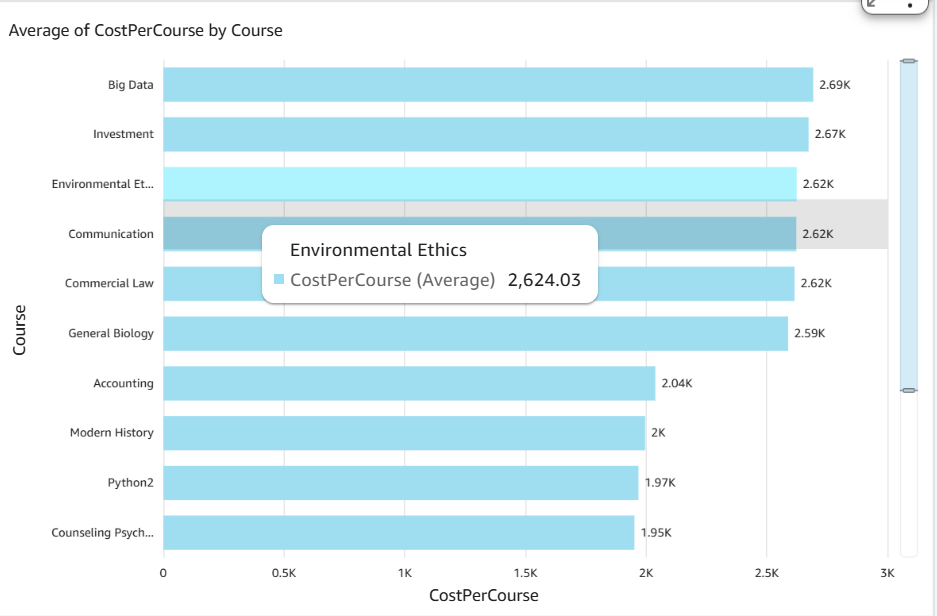 Average of CostPerCourse by Course
Course
Big Data 2.69K
Investment 2.67K
Environmental Et... 2.62K
Communication 2.62K
Environmental Ethics
CostPerCourse (Average) 2,624.03
Commercial Law 2.62K
General Biology 2.59K
Accounting 2.04K
Modern History 2K
Python2 1.97K
Counseling Psych... 1.95K
0 0.5K 1K 1.5K 2K 2.5K 3K
CostPerCourse